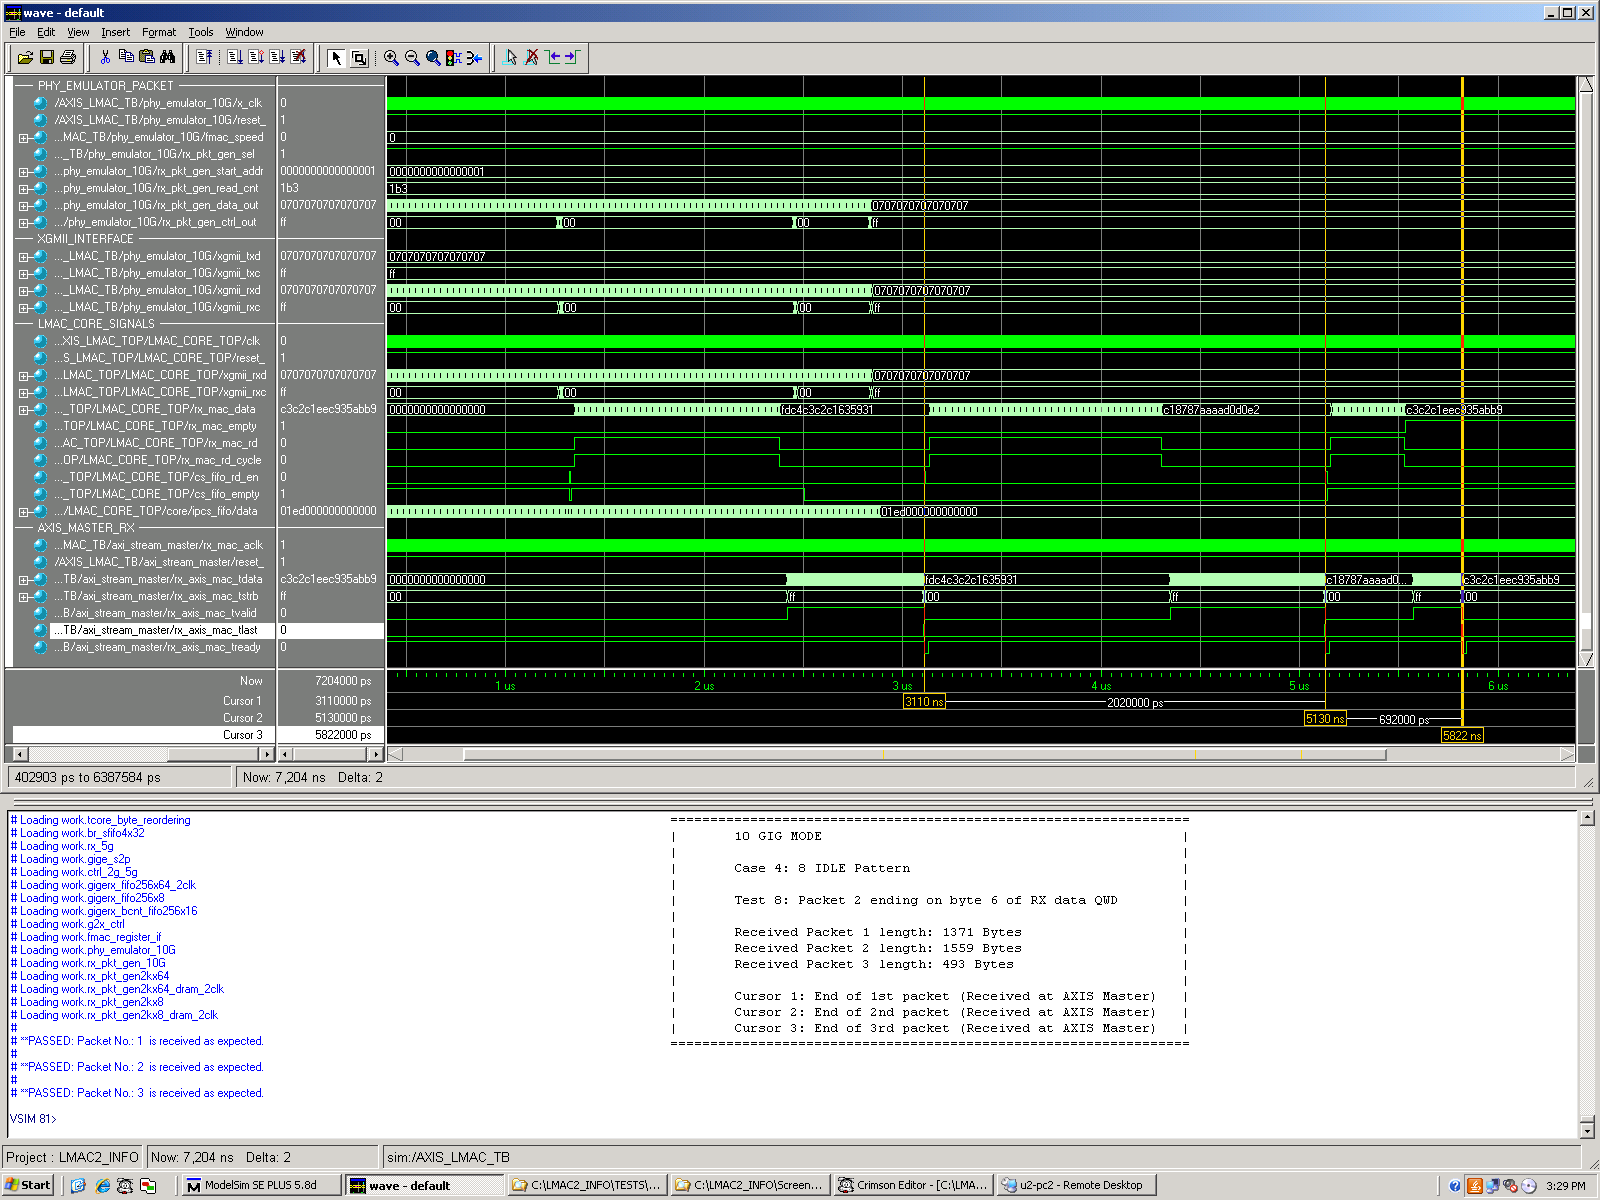 wave - default
File Edit View Insert Format Tools Window
PHY_EMULATOR_PACKET
/AXIS_LMAC_TB/phy_emulator_10G/x_clk 0
/AXIS_LMAC_TB/phy_emulator_10G/reset_ 1
...MAC_TB/phy_emulator_10G/fmac_speed 0 0
..._TB/phy_emulator_10G/rx_pkt_gen_sel 1
...phy_emulator_10G/rx_pkt_gen_start_addr 0000000000000001 0000000000000001
...phy_emulator_10G/rx_pkt_gen_read_cnt 1b3 1b3
...phy_emulator_10G/rx_pkt_gen_data_out 0707070707070707 0707070707070707
.../phy_emulator_10G/rx_pkt_gen_ctrl_out ff 00 00 00 ff
XGMII_INTERFACE
..._LMAC_TB/phy_emulator_10G/xgmii_txd 0707070707070707 0707070707070707
..._LMAC_TB/phy_emulator_10G/xgmii_txc ff ff
..._LMAC_TB/phy_emulator_10G/xgmii_rxd 0707070707070707 0707070707070707
..._LMAC_TB/phy_emulator_10G/xgmii_rxc ff 00 00 00 ff
LMAC_CORE_SIGNALS
...XIS_LMAC_TOP/LMAC_CORE_TOP/clk 0
...S_LMAC_TOP/LMAC_CORE_TOP/reset_ 1
...LMAC_TOP/LMAC_CORE_TOP/xgmii_rxd 0707070707070707 0707070707070707
...LMAC_TOP/LMAC_CORE_TOP/xgmii_rxc ff 00 00 00 ff
..._TOP/LMAC_CORE_TOP/rx_mac_data c3c2c1eec935abb9 0000000000000000 fdc4c3c2c1635931 c18787aaaad0d0e2 c3c2c1eec935abb9
...TOP/LMAC_CORE_TOP/rx_mac_empty 1
...AC_TOP/LMAC_CORE_TOP/rx_mac_rd 0
...OP/LMAC_CORE_TOP/rx_mac_rd_cycle 0
..._TOP/LMAC_CORE_TOP/cs_fifo_rd_en 0
..._TOP/LMAC_CORE_TOP/cs_fifo_empty 1
.../LMAC_CORE_TOP/core/ipcs_fifo/data 01ed000000000000 01ed000000000000
AXIS_MASTER_RX
...MAC_TB/axi_stream_master/rx_mac_aclk 1
/AXIS_LMAC_TB/axi_stream_master/reset_ 1
...TB/axi_stream_master/rx_axis_mac_tdata c3c2c1eec935abb9 0000000000000000 fdc4c3c2c1635931 c18787aaaad0... c3c2c1eec935abb9
...TB/axi_stream_master/rx_axis_mac_tstrb ff 00 ff 00 ff 00 ff 00
...B/axi_stream_master/rx_axis_mac_tvalid 0
...TB/axi_stream_master/rx_axis_mac_tlast 0
...B/axi_stream_master/rx_axis_mac_tready 0
Now 7204000 ps 1 us 2 us 3 us 4 us 5 us 6 us
Cursor 1 3110000 ps 3110 ns 2020000 ps
Cursor 2 5130000 ps 5130 ns 692000 ps
Cursor 3 5822000 ps 5822 ns
402903 ps to 6387584 ps Now: 7,204 ns Delta: 2
# Loading work.tcore_byte_reordering
# Loading work.br_sfifo4x32
# Loading work.rx_5g
# Loading work.gige_s2p
# Loading work.ctrl_2g_5g
# Loading work.gigerx_fifo256x64_2clk
# Loading work.gigerx_fifo256x8
# Loading work.gigerx_bcnt_fifo256x16
# Loading work.g2x_ctrl
# Loading work.fmac_register_if
# Loading work.phy_emulator_10G
# Loading work.rx_pkt_gen_10G
# Loading work.rx_pkt_gen2kx64
# Loading work.rx_pkt_gen2kx64_dram_2clk
# Loading work.rx_pkt_gen2kx8
# Loading work.rx_pkt_gen2kx8_dram_2clk
#
# **PASSED: Packet No.: 1 is received as expected.
#
# **PASSED: Packet No.: 2 is received as expected.
#
# **PASSED: Packet No.: 3 is received as expected.
VSIM 81>
=================================================================
| 10 GIG MODE |
| |
| Case 4: 8 IDLE Pattern |
| |
| Test 8: Packet 2 ending on byte 6 of RX data QWD |
| |
| Received Packet 1 length: 1371 Bytes |
| Received Packet 2 length: 1559 Bytes |
| Received Packet 3 length: 493 Bytes |
| |
| Cursor 1: End of 1st packet (Received at AXIS Master) |
| Cursor 2: End of 2nd packet (Received at AXIS Master) |
| Cursor 3: End of 3rd packet (Received at AXIS Master) |
=================================================================
Project : LMAC2_INFO Now: 7,204 ns Delta: 2 sim:/AXIS_LMAC_TB
Start ModelSim SE PLUS 5.8d wave - default C:\LMAC2_INFO\TESTS\... C:\LMAC2_INFO\Screen... Crimson Editor - [C:\LMA... u2-pc2 - Remote Desktop 3:29 PM